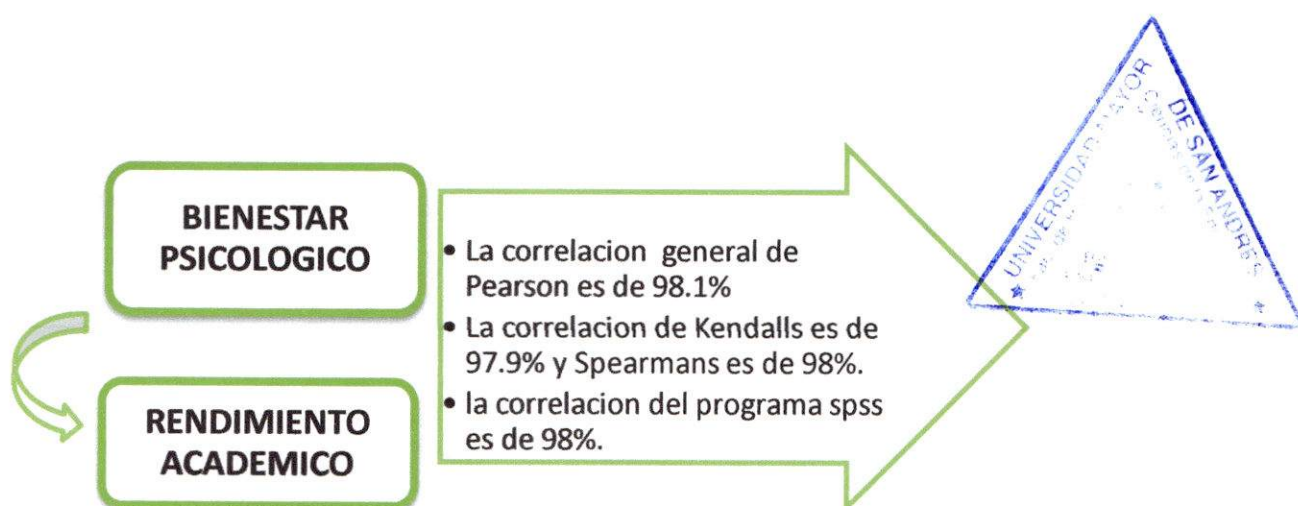 BIENESTAR
PSICOLOGICO
RENDIMIENTO
ACADEMICO
• La correlacion general de
Pearson es de 98.1%
• La correlacion de Kendalls es de
97.9% y Spearmans es de 98%.
• la correlacion del programa spss
es de 98%.
UNIVERSIDAD MAYOR
DE SAN ANDRES